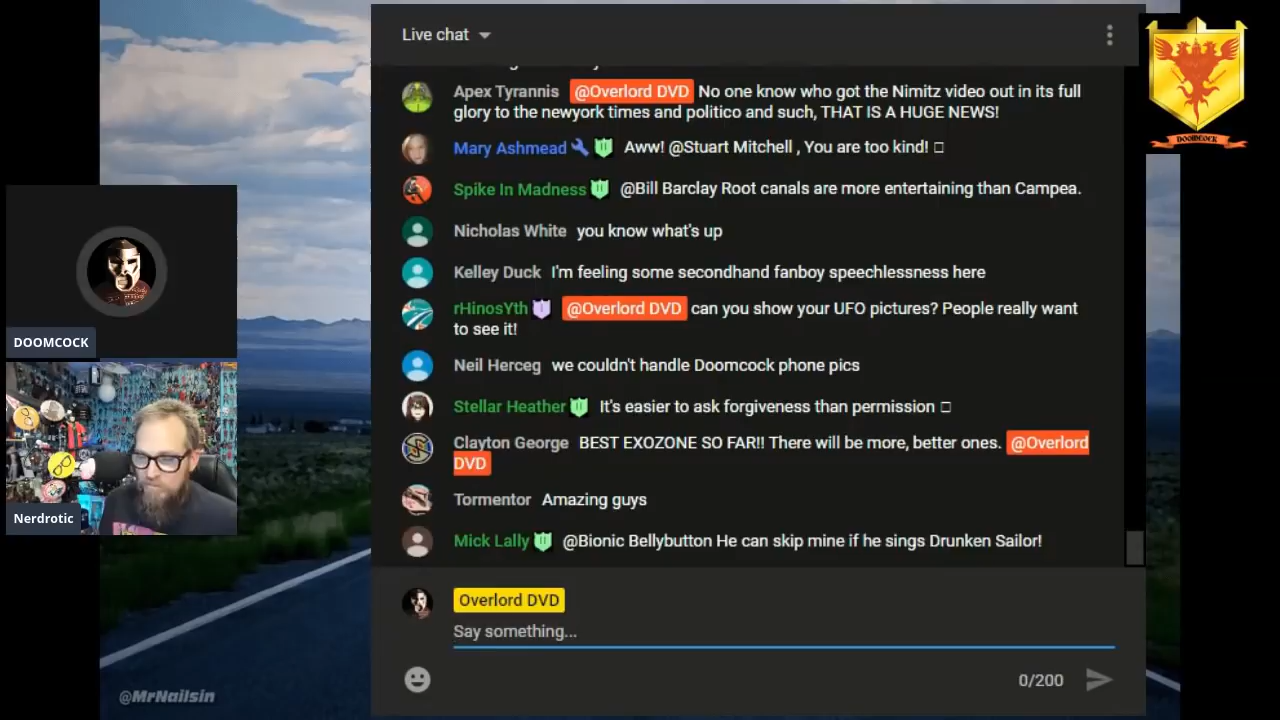 Live chat
Apex Tyrannis @Overlord DVD No one know who got the Nimitz video out in its full
glory to the newyork times and politico and such, THAT IS A HUGE NEWS!
Mary Ashmead Aww! @Stuart Mitchell , You are too kind! □
Spike In Madness @Bill Barclay Root canals are more entertaining than Campea.
Nicholas White you know what's up
Kelley Duck I'm feeling some secondhand fanboy speechlessness here
rHinosYth @Overlord DVD can you show your UFO pictures? People really want
to see it!
Neil Herceg we couldn't handle Doomcock phone pics
Stellar Heather It's easier to ask forgiveness than permission □
Clayton George BEST EXOZONE SO FAR!! There will be more, better ones. @Overlord
DVD
Tormentor Amazing guys
Mick Lally @Bionic Bellybutton He can skip mine if he sings Drunken Sailor!
Overlord DVD
Say something...
0/200
DOOMCOCK
Nerdrotic
@MrNailsin
DOOMCOCK